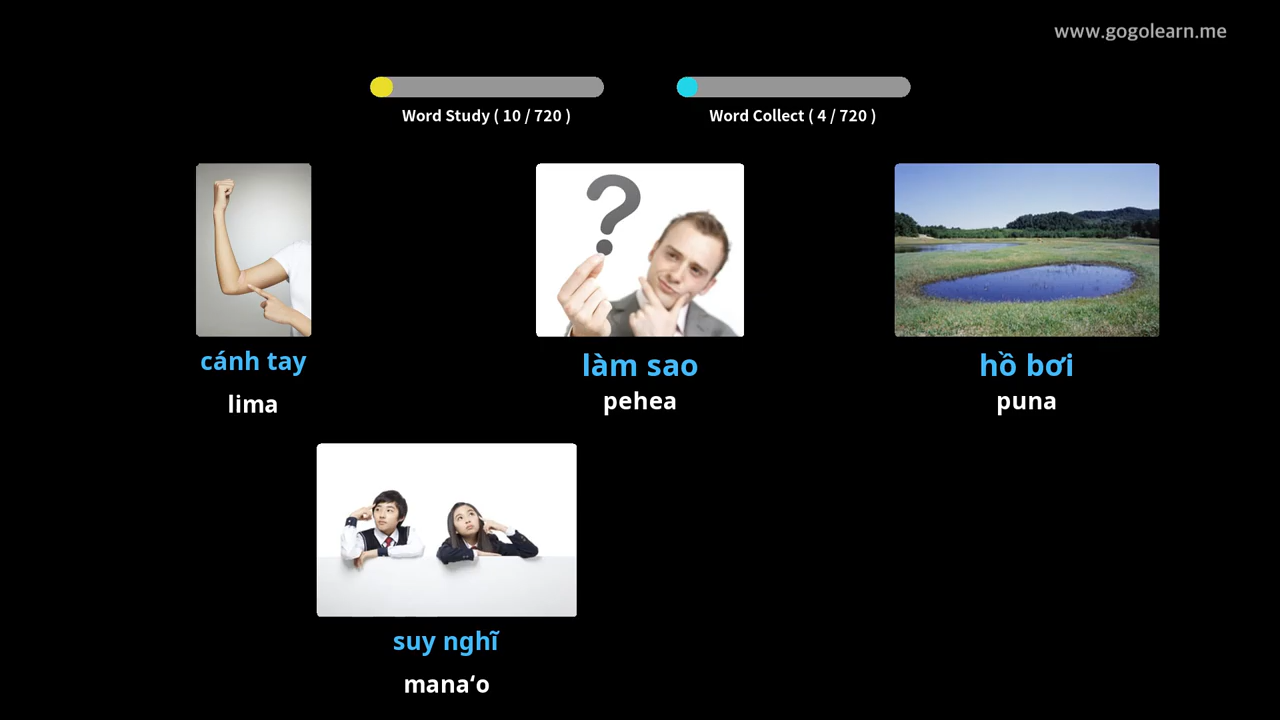 www.gogolearn.me
Word Study ( 10 / 720 )
Word Collect ( 4 / 720 )
cánh tay
lima
làm sao
pehea
hồ bơi
puna
suy nghĩ
manaʻo